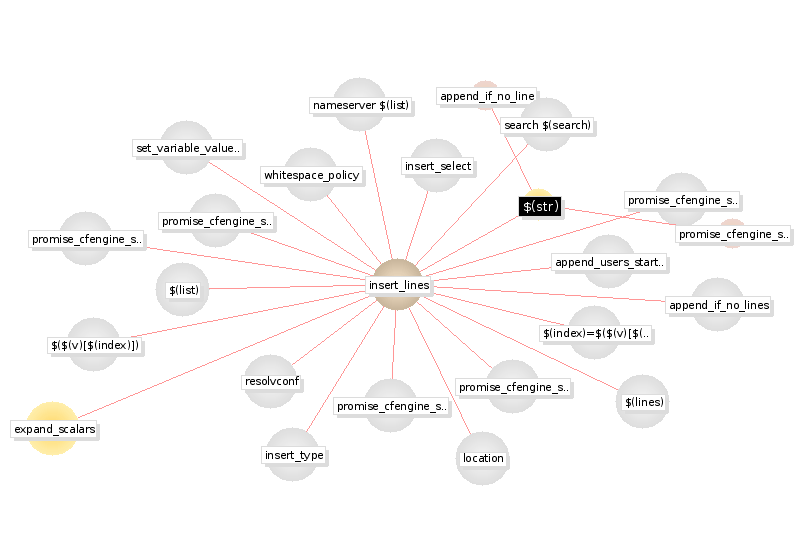 append_if_no_line
nameserver $(list)
search $(search)
set_variable_value..
insert_select
whitespace_policy
promise_cfengine_s..
$(str)
promise_cfengine_s..
promise_cfengine_s..
promise_cfengine_s..
append_users_start..
insert_lines
$(list)
append_if_no_lines
$(index)=$($(v)[$(..
$($(v)[$(index)])
resolvconf
promise_cfengine_s..
$(lines)
promise_cfengine_s..
expand_scalars
insert_type
location